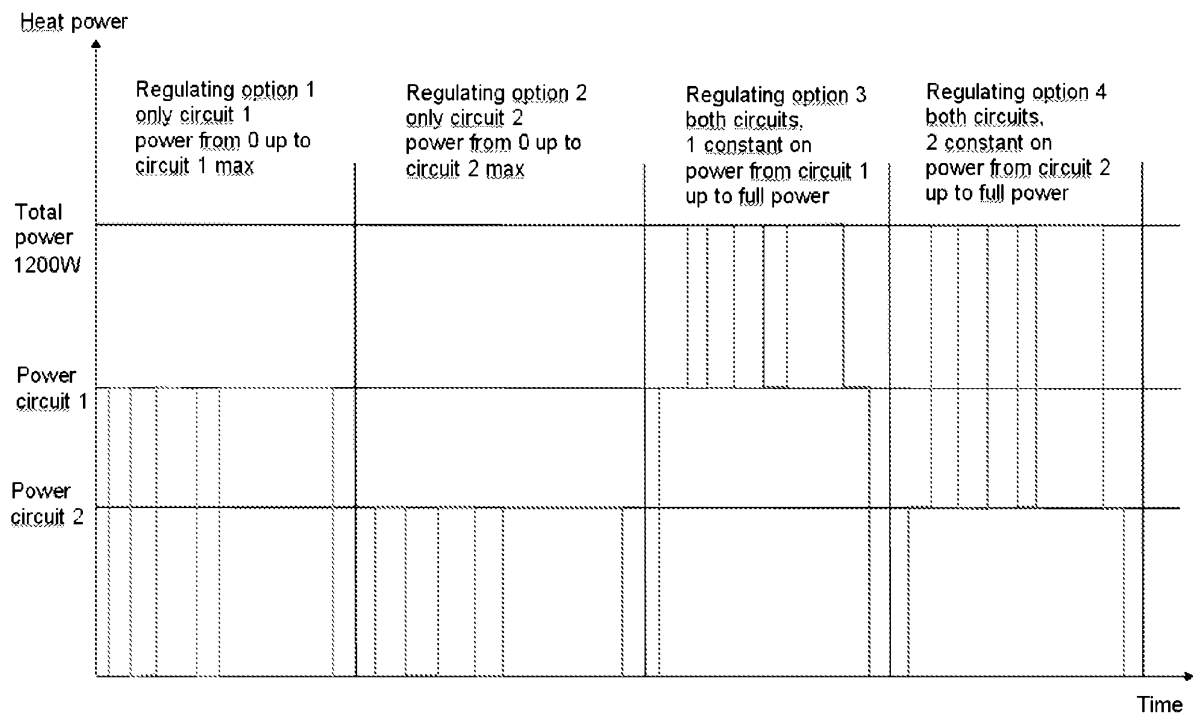 Heat power
Regulating option 1
only circuit 1
power from 0 up to
circuit 1 max
Regulating option 2
only circuit 2
power from 0 up to
circuit 2 max
Regulating option 3
both circuits,
1 constant on
power from circuit 1
up to full power
Regulating option 4
both circuits,
2 constant on
power from circuit 2
up to full power
Total
power
1200W
Power
circuit 1
Power
circuit 2
Time